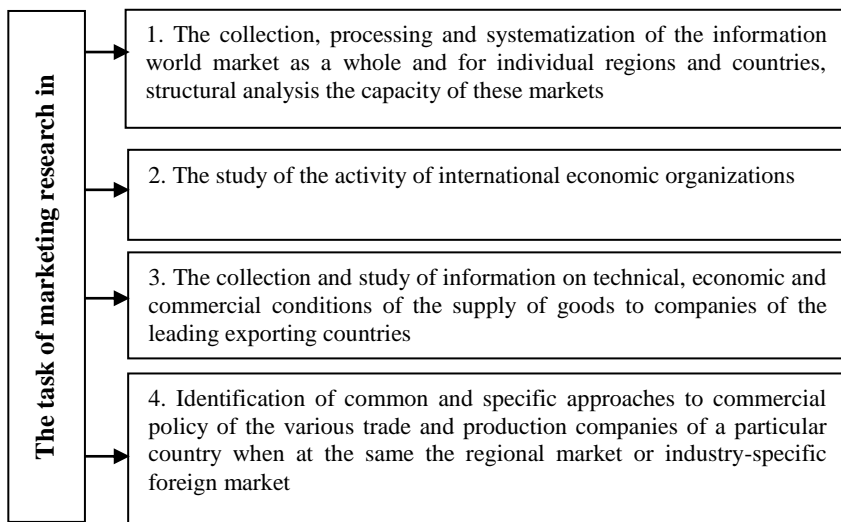 The task of marketing research in
1. The collection, processing and systematization of the information
world market as a whole and for individual regions and countries,
structural analysis the capacity of these markets
2. The study of the activity of international economic organizations
3. The collection and study of information on technical, economic and
commercial conditions of the supply of goods to companies of the
leading exporting countries
4. Identification of common and specific approaches to commercial
policy of the various trade and production companies of a particular
country when at the same the regional market or industry-specific
foreign market